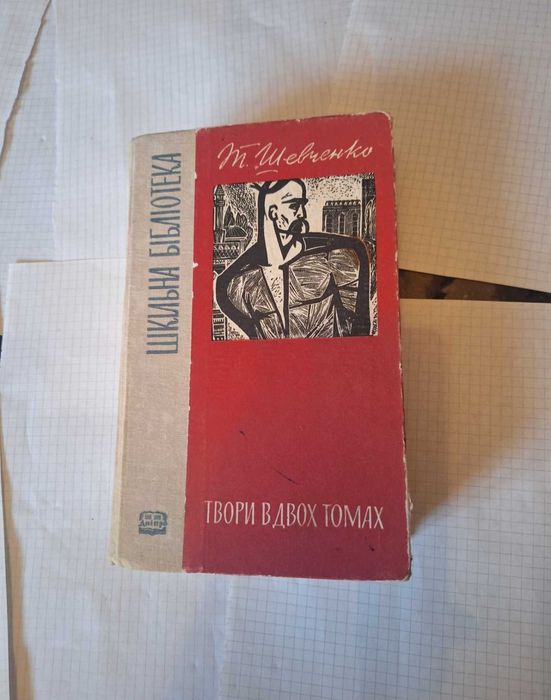 Т. Шевченко
ШКІЛЬНА БІБЛІОТЕКА
ТВОРИ В ДВОХ ТОМАХ
Дніпро